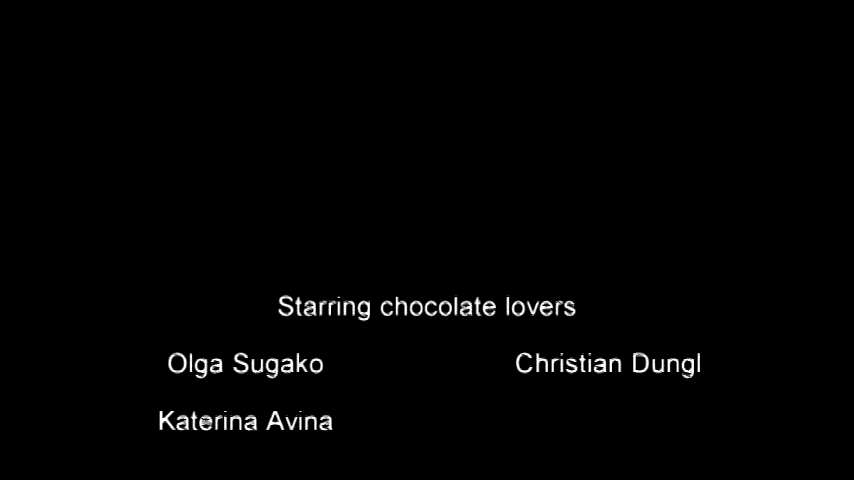 Starring chocolate lovers
Olga Sugako Christian Dungl
Katerina Avina